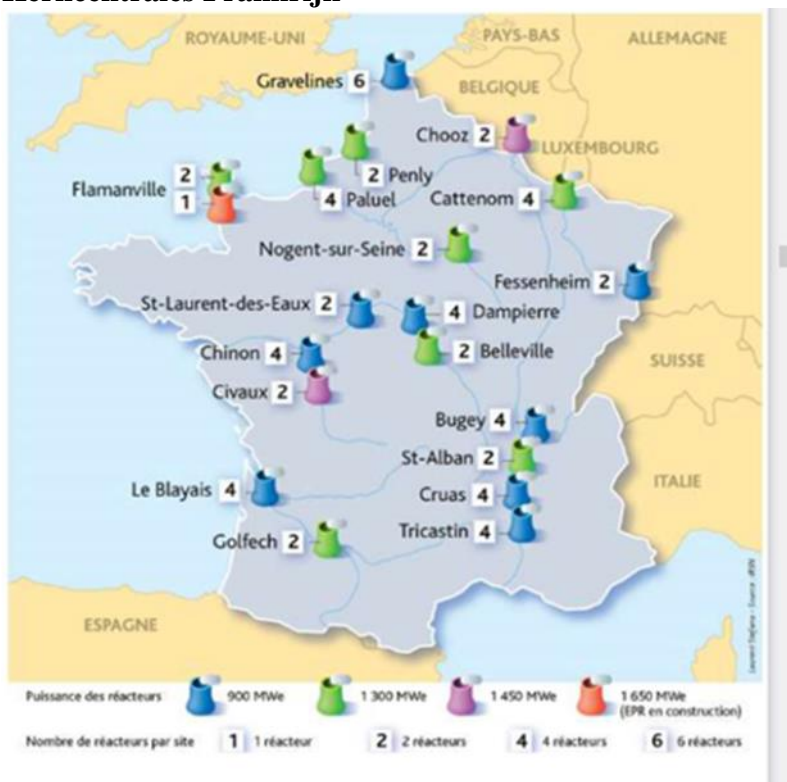 ROYAUME-UNI
PAYS-BAS
ALLEMAGNE
Gravelines 6
BELGIQUE
Chooz 2
LUXEMBOURG
2 Penly
Flamanville 2
1
4 Paluel
Cattenom 4
Nogent-sur-Seine 2
Fessenheim 2
St-Laurent-des-Eaux 2
4 Dampierre
Chinon 4
2 Belleville
SUISSE
Civaux 2
Bugey 4
St-Alban 2
Le Blayais 4
Cruas 4
ITALIE
Golfech 2
Tricastin 4
ESPAGNE
Puissance des réacteurs 900 MWe 1 300 MWe 1 450 MWe 1 650 MWe
(EPR en construction)
Nombre de réacteurs par site 1 1 réacteur 2 2 réacteurs 4 4 réacteurs 6 6 réacteurs